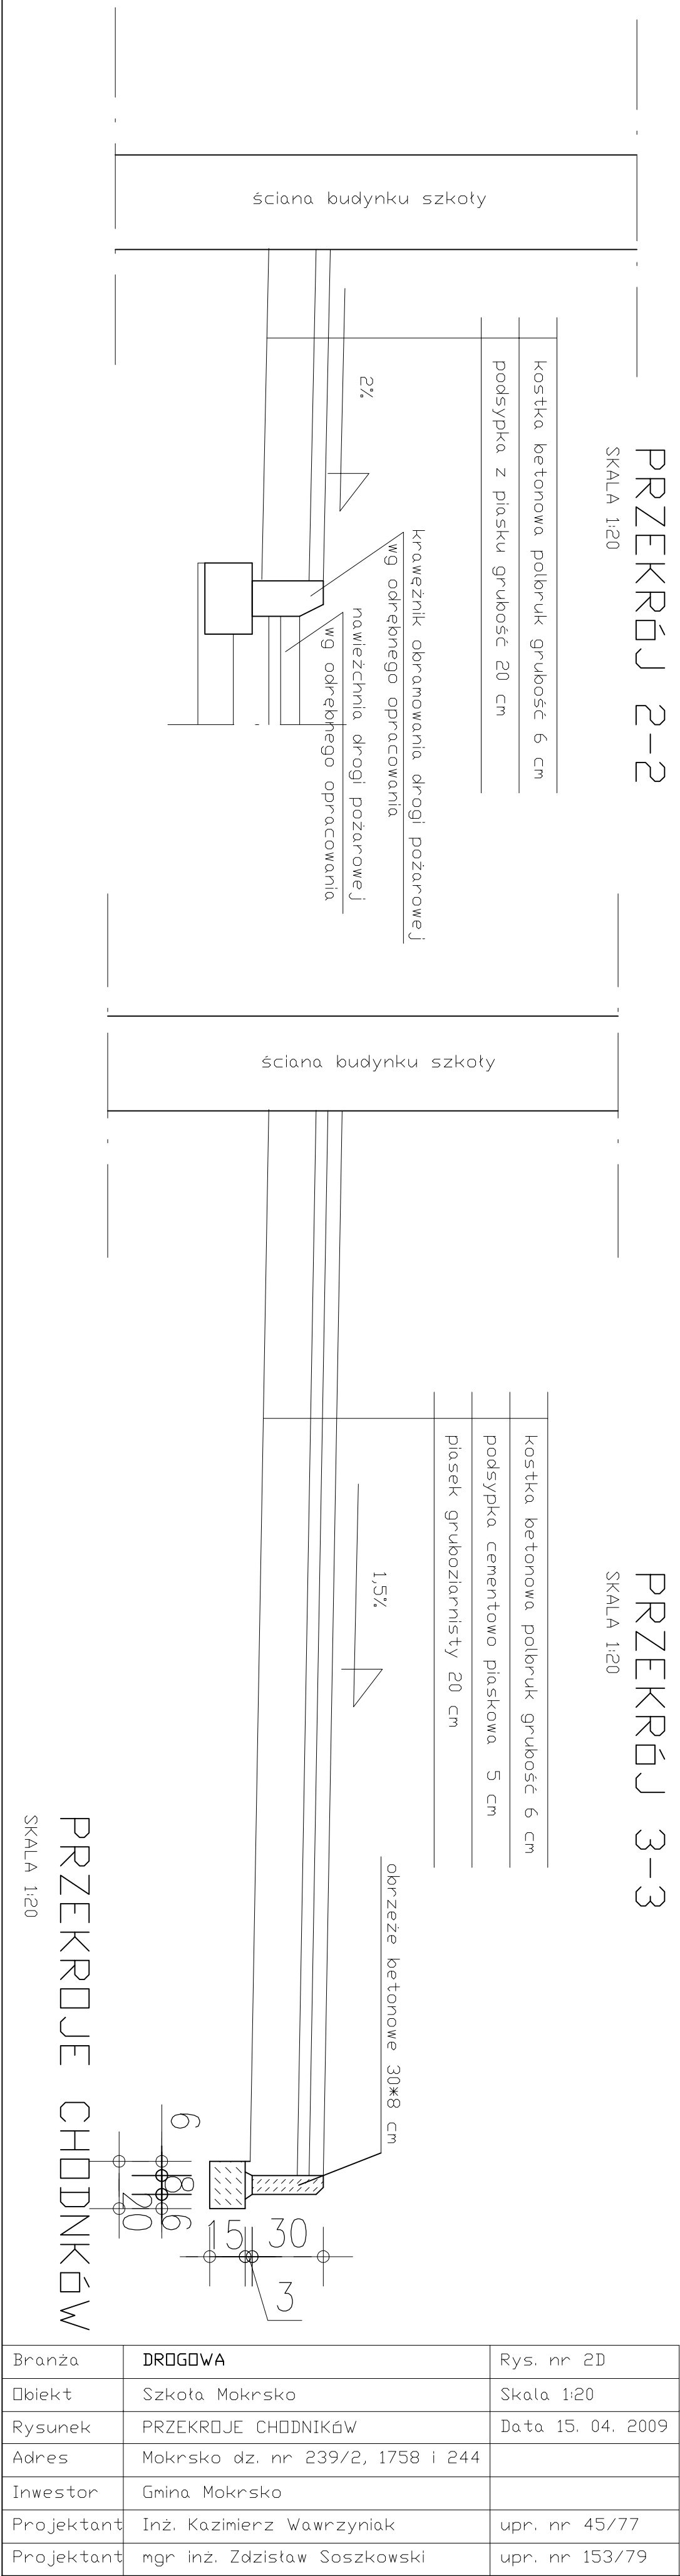 ściana budynku szkoły
PRZEKRÓJ 2-2
SKALA 1:20
kostka betonowa polbruk grubość 6 cm
podsypka z piasku grubość 20 cm
2%
krawężnik obramowania drogi pożarowej
wg odrębnego opracowania
nawieżchnia drogi pożarowej
wg odrębnego opracowania
ściana budynku szkoły
PRZEKRÓJ 3-3
SKALA 1:20
kostka betonowa polbruk grubość 6 cm
podsypka cementowo piaskowa 5 cm
piasek gruboziarnisty 20 cm
1,5%
obrzeże betonowe 30*8 cm
6
8
6
20
15
30
3
PRZEKROJE CHODNKÓW
SKALA 1:20
Branża DROGOWA Rys. nr 2D
Obiekt Szkoła Mokrsko Skala 1:20
Rysunek PRZEKROJE CHODNIKÓW Data 15. 04. 2009
Adres Mokrsko dz. nr 239/2, 1758 i 244
Inwestor Gmina Mokrsko
Projektant Inż. Kazimierz Wawrzyniak upr. nr 45/77
Projektant mgr inż. Zdzisław Soszkowski upr. nr 153/79